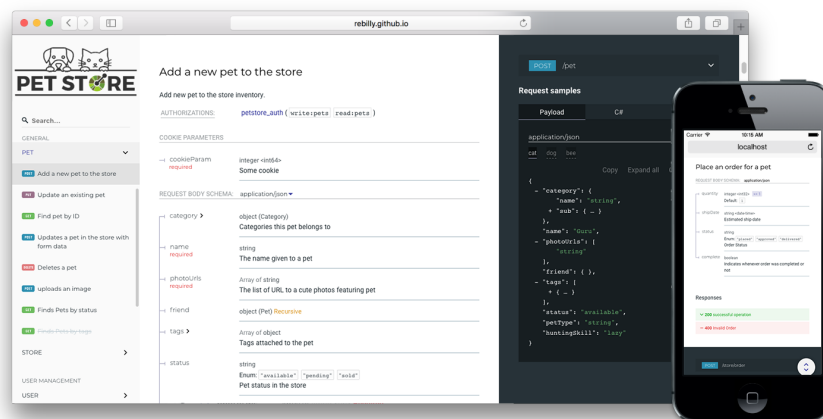 rebilly.github.io
PET STORE
Search...
GENERAL
PET
POST Add a new pet to the store
PUT Update an existing pet
GET Find pet by ID
POST Updates a pet in the store with
form data
Deletes a pet
POST uploads an image
GET Finds Pets by status
GET Finds Pets by tags
STORE
USER MANAGEMENT
USER
Add a new pet to the store
Add new pet to the store inventory.
AUTHORIZATIONS: petstore_auth ( write:pets read:pets )
COOKIE PARAMETERS
cookieParam integer <int64>
required Some cookie
REQUEST BODY SCHEMA: application/json
category object (Category)
Categories this pet belongs to
name string
required The name given to a pet
photoUrls Array of string
required The list of URL to a cute photos featuring pet
friend object (Pet) Recursive
tags Array of object
Tags attached to the pet
status string
Enum: "available" "pending" "sold"
Pet status in the store
POST /pet
Request samples
Payload C#
application/json
cat dog bee
Copy Expand all
{
- "category": {
"name": "string",
+ "sub": { … }
},
"name": "Guru",
- "photoUrls": [
"string"
],
"friend": { },
- "tags": [
+ { … }
],
"status": "available",
"petType": "string",
"huntingSkill": "lazy"
}
Carrier 10:15 AM
localhost
Place an order for a pet
REQUEST BODY SCHEMA: application/json
quantity integer <int32>
Default:
shipDate string <date-time>
Estimated ship date
status string
Enum: "placed" "approved" "delivered"
Order Status
complete boolean
Indicates whenever order was completed or
not
Responses
200 successful operation
400 Invalid Order
POST /store/order